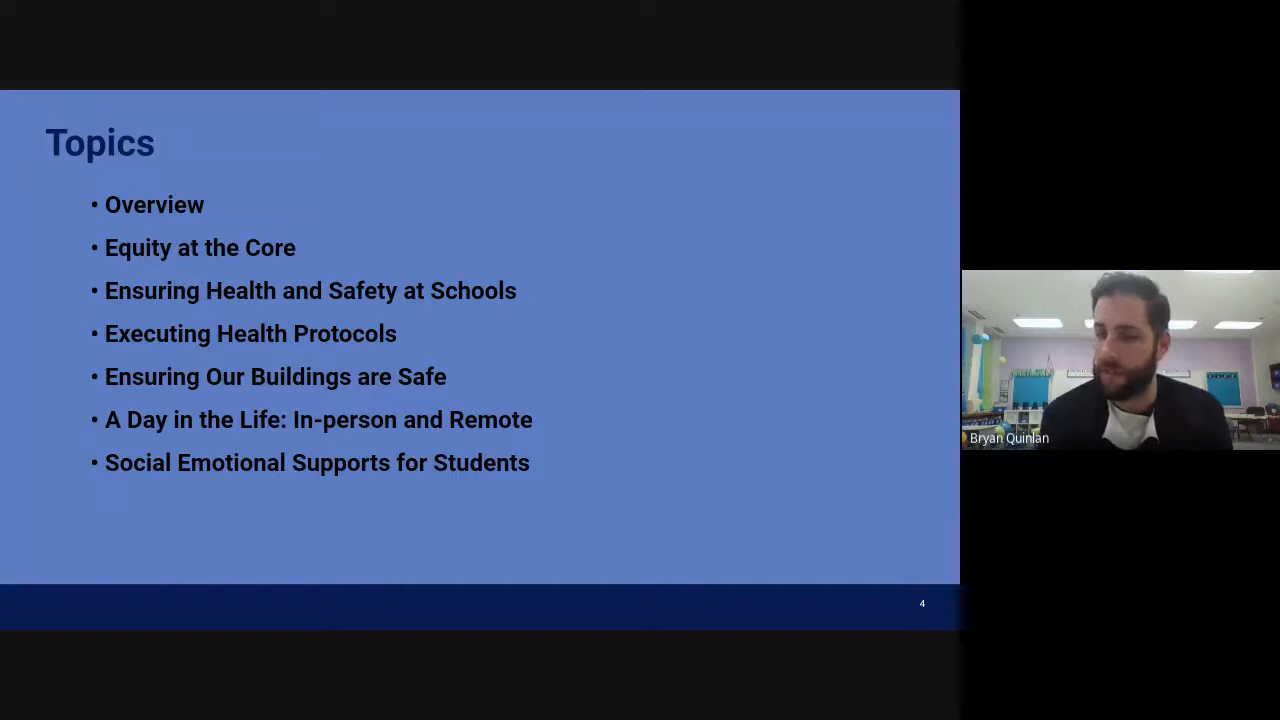 Topics
• Overview
• Equity at the Core
• Ensuring Health and Safety at Schools
• Executing Health Protocols
• Ensuring Our Buildings are Safe
• A Day in the Life: In-person and Remote
• Social Emotional Supports for Students
4
Bryan Quinlan